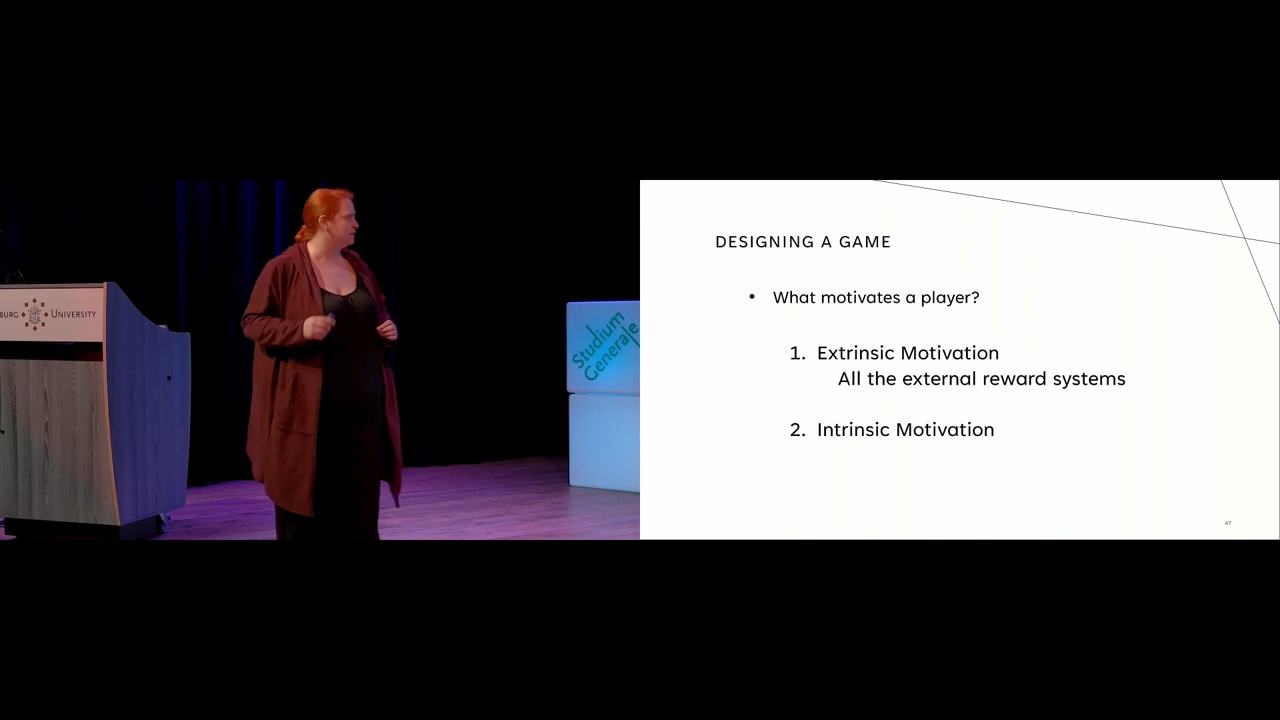 BURG UNIVERSITY
Studium
Generale
DESIGNING A GAME
• What motivates a player?
1. Extrinsic Motivation
All the external reward systems
2. Intrinsic Motivation
47